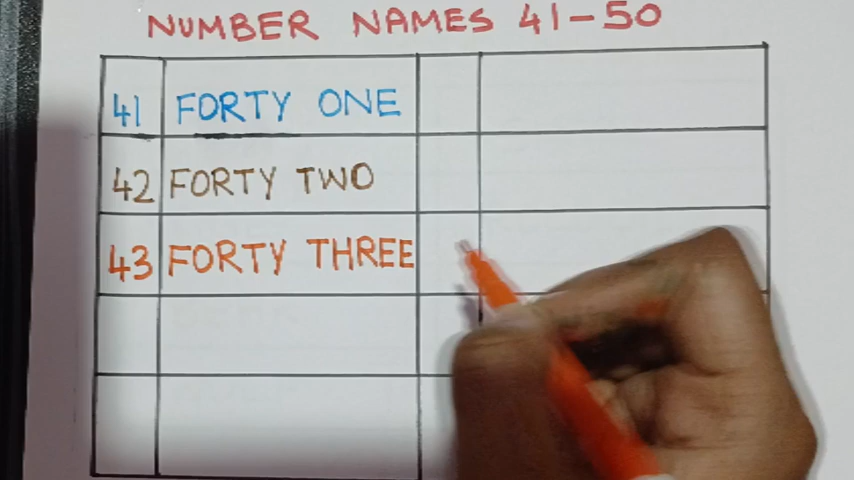 NUMBER NAMES 41-50
41 FORTY ONE
42 FORTY TWO
43 FORTY THREE